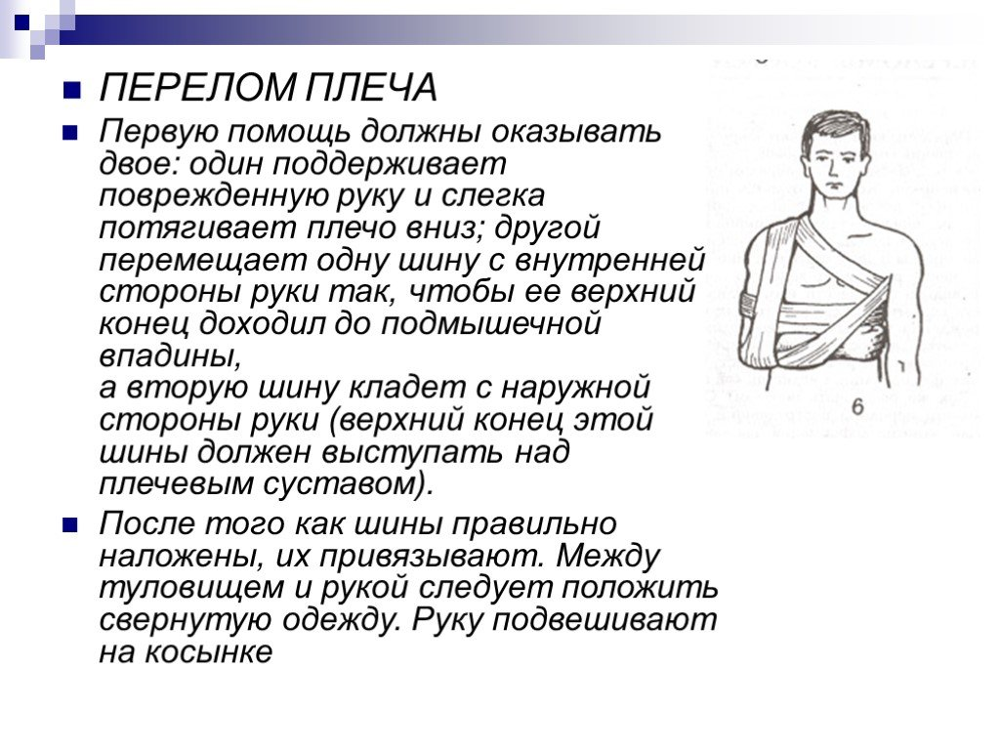 ПЕРЕЛОМ ПЛЕЧА
Первую помощь должны оказывать
двое: один поддерживает
поврежденную руку и слегка
потягивает плечо вниз; другой
перемещает одну шину с внутренней
стороны руки так, чтобы ее верхний
конец доходил до подмышечной
впадины,
а вторую шину кладет с наружной
стороны руки (верхний конец этой
шины должен выступать над
плечевым суставом).
После того как шины правильно
наложены, их привязывают. Между
туловищем и рукой следует положить
свернутую одежду. Руку подвешивают
на косынке
6